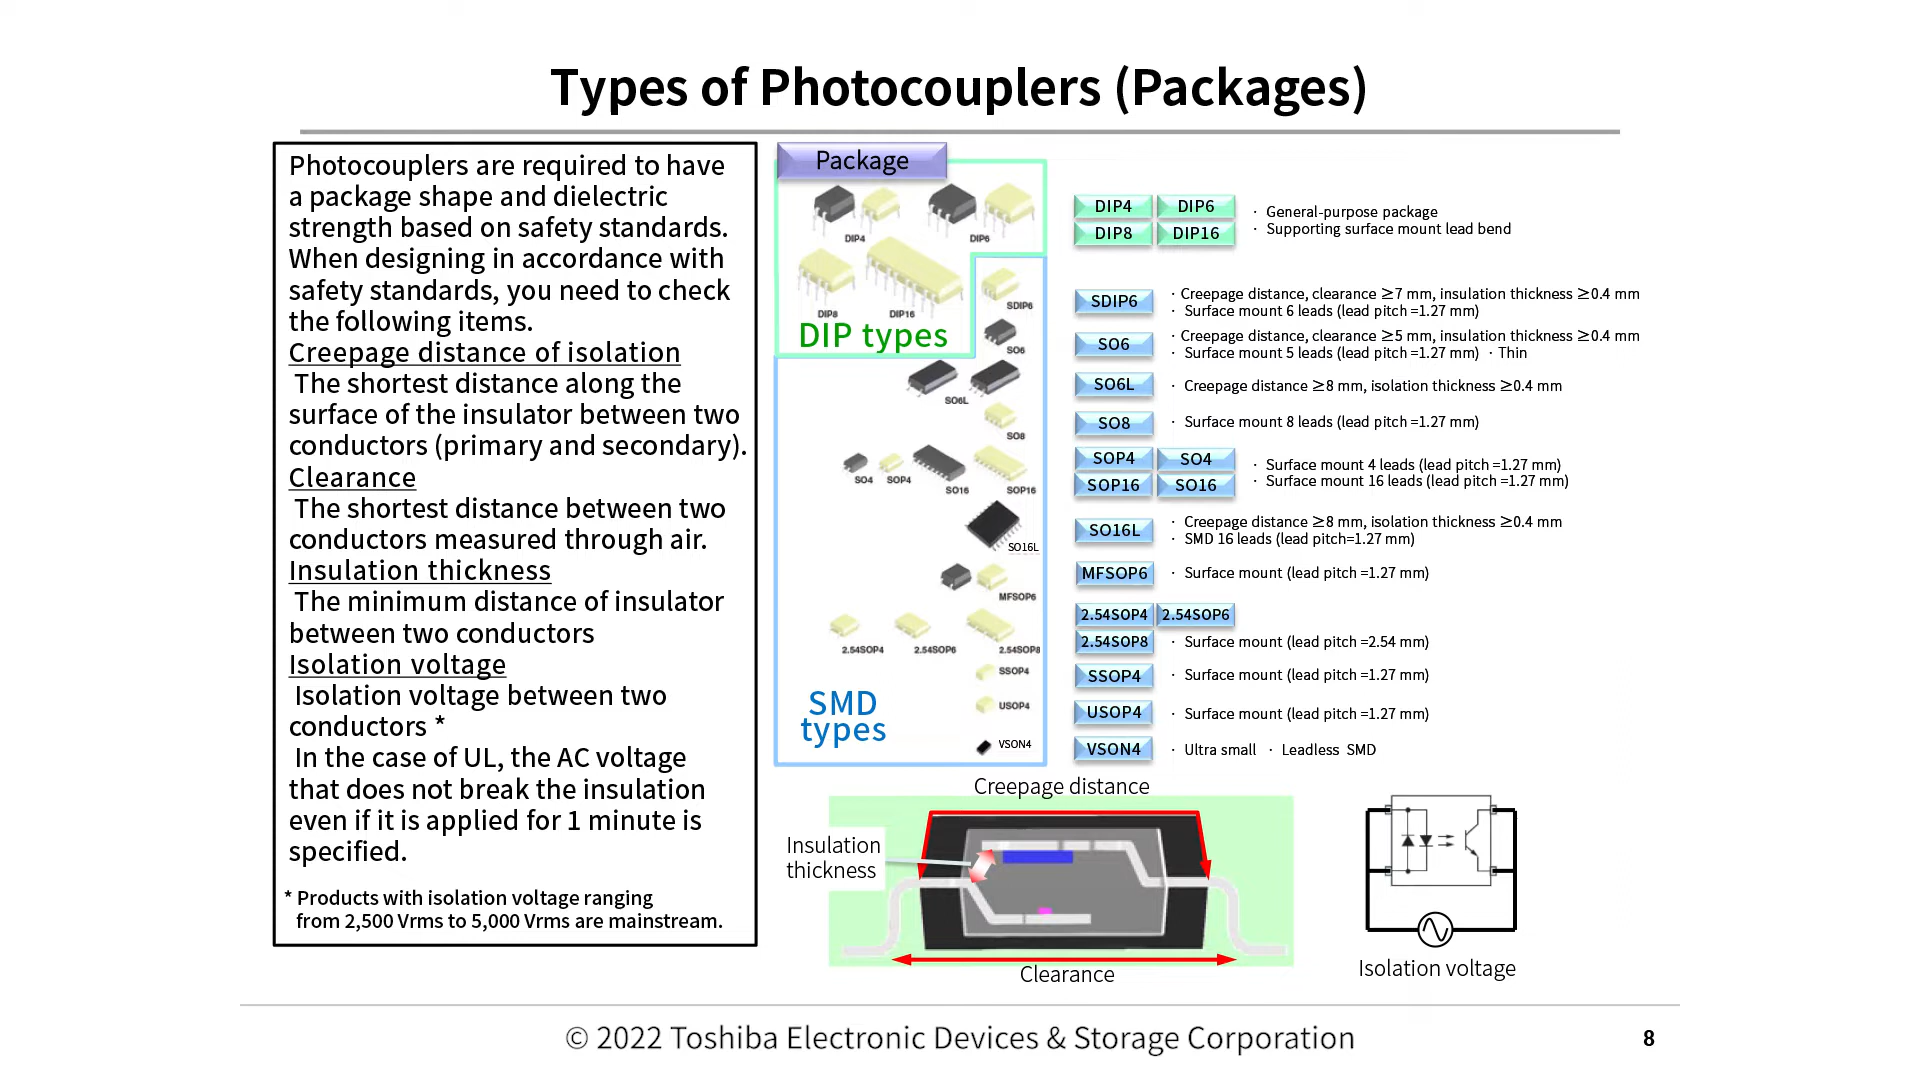 Types of Photocouplers (Packages)
Photocouplers are required to have
a package shape and dielectric
strength based on safety standards.
When designing in accordance with
safety standards, you need to check
the following items.
Creepage distance of isolation
The shortest distance along the
surface of the insulator between two
conductors (primary and secondary).
Clearance
The shortest distance between two
conductors measured through air.
Insulation thickness
The minimum distance of insulator
between two conductors
Isolation voltage
Isolation voltage between two
conductors *
In the case of UL, the AC voltage
that does not break the insulation
even if it is applied for 1 minute is
specified.
* Products with isolation voltage ranging
from 2,500 Vrms to 5,000 Vrms are mainstream.
Package
DIP4
DIP6
DIP8
DIP16
DIP types
SDIP6
SO6
SO6L
SO8
SO4
SOP4
SO16
SOP16
SO16L
MFSOP6
2.54SOP4
2.54SOP6
2.54SOP8
SSOP4
USOP4
VSON4
SMD
types
DIP4 DIP6
DIP8 DIP16
· General-purpose package
· Supporting surface mount lead bend
SDIP6
· Creepage distance, clearance ≥7 mm, insulation thickness ≥0.4 mm
· Surface mount 6 leads (lead pitch =1.27 mm)
SO6
· Creepage distance, clearance ≥5 mm, insulation thickness ≥0.4 mm
· Surface mount 5 leads (lead pitch =1.27 mm) · Thin
SO6L
· Creepage distance ≥8 mm, isolation thickness ≥0.4 mm
SO8
· Surface mount 8 leads (lead pitch =1.27 mm)
SOP4 SO4
SOP16 SO16
· Surface mount 4 leads (lead pitch =1.27 mm)
· Surface mount 16 leads (lead pitch =1.27 mm)
SO16L
· Creepage distance ≥8 mm, isolation thickness ≥0.4 mm
· SMD 16 leads (lead pitch=1.27 mm)
MFSOP6
· Surface mount (lead pitch =1.27 mm)
2.54SOP4 2.54SOP6
2.54SOP8
· Surface mount (lead pitch =2.54 mm)
SSOP4
· Surface mount (lead pitch =1.27 mm)
USOP4
· Surface mount (lead pitch =1.27 mm)
VSON4
· Ultra small · Leadless SMD
Creepage distance
Insulation
thickness
Clearance
Isolation voltage
© 2022 Toshiba Electronic Devices & Storage Corporation
8